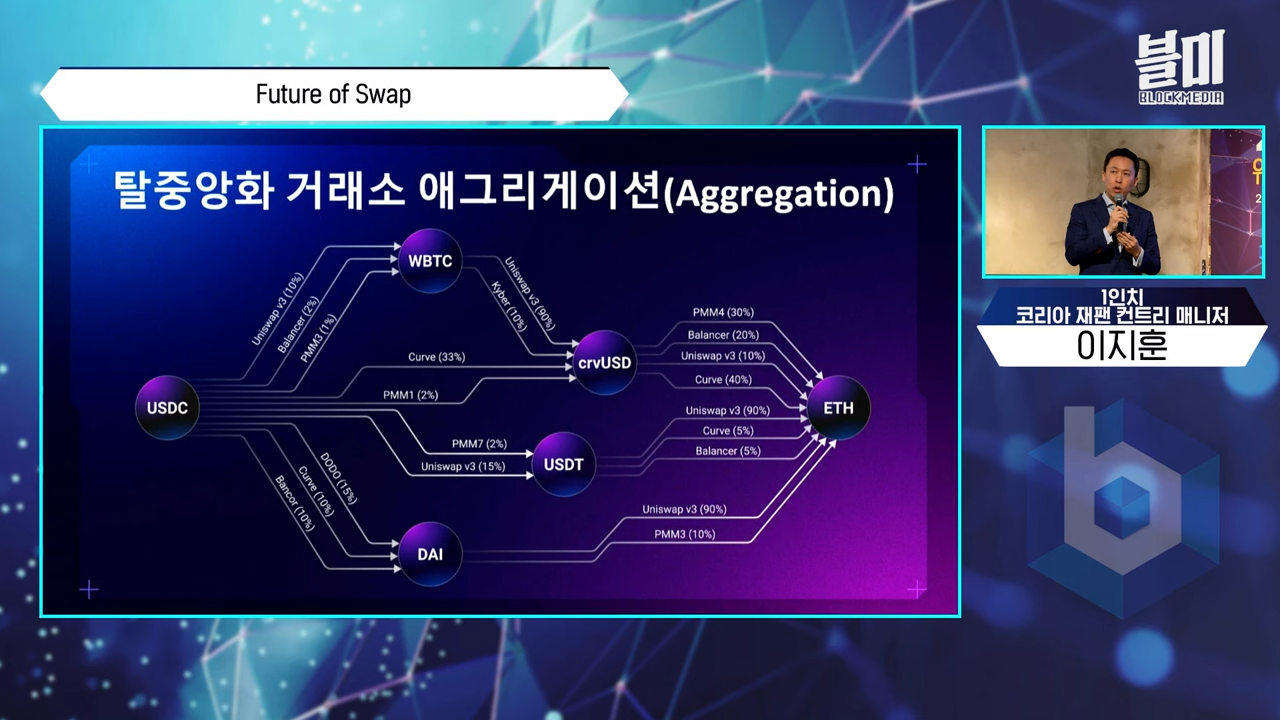 블미
BLOCKMEDIA
Future of Swap
탈중앙화 거래소 애그리게이션(Aggregation)
WBTC
Uniswap v3 (10%)
Balancer (2%)
PMM3 (1%)
Uniswap v3 (90%)
Kyber (10%)
Curve (33%)
PMM1 (2%)
crvUSD
PMM4 (30%)
Balancer (20%)
Uniswap v3 (10%)
Curve (40%)
USDC
ETH
PMM7 (2%)
Uniswap v3 (15%)
USDT
Uniswap v3 (90%)
Curve (5%)
Balancer (5%)
DODO (15%)
Curve (10%)
Bancor (10%)
DAI
Uniswap v3 (90%)
PMM3 (10%)
1인치
코리아 재팬 컨트리 매니저
이지훈